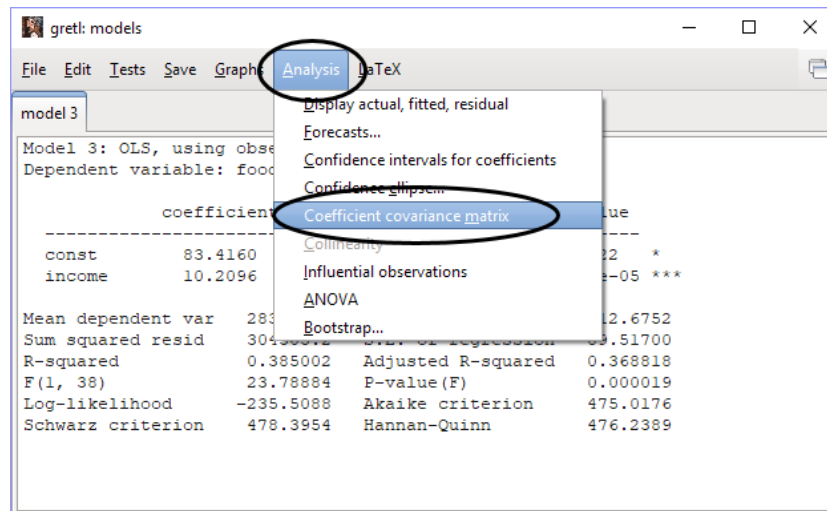 gretl: models
File Edit Tests Save Graphs Analysis LaTeX
model 3
Display actual, fitted, residual
Forecasts...
Confidence intervals for coefficients
Confidence ellipse...
Coefficient covariance matrix
Collinearity
Influential observations
ANOVA
Bootstrap...
Model 3: OLS, using obse
Dependent variable: food
coefficient lue
const 83.4160 22 *
income 10.2096 e-05 ***
Mean dependent var 283 12.6752
Sum squared resid S.E. of regression 89.51700
R-squared 0.385002 Adjusted R-squared 0.368818
F(1, 38) 23.78884 P-value(F) 0.000019
Log-likelihood -235.5088 Akaike criterion 475.0176
Schwarz criterion 478.3954 Hannan-Quinn 476.2389